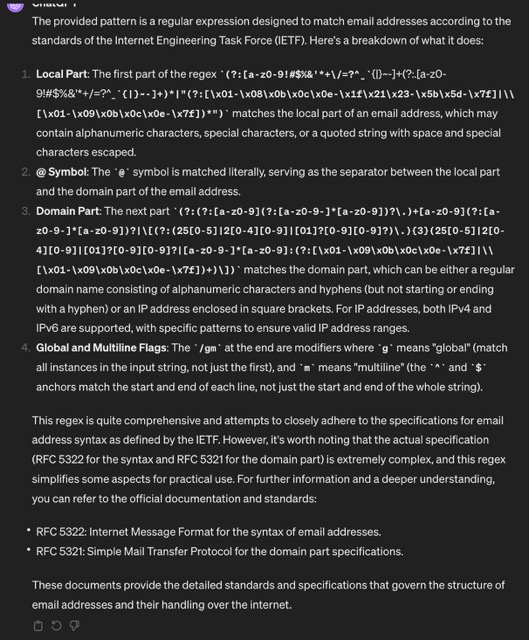 The provided pattern is a regular expression designed to match email addresses according to the
standards of the Internet Engineering Task Force (IETF). Here's a breakdown of what it does:
1. Local Part: The first part of the regex `(?:[a-z0-9!#$%&'*+\/=?^_`{|}~-]+(?:.[a-z0-
9!#$%&'*+/=?^_`{|}~-]+)*|"(?:[\x01-\x08\x0b\x0c\x0e-\x1f\x21\x23-\x5b\x5d-\x7f]|\\
[\x01-\x09\x0b\x0c\x0e-\x7f])*")` matches the local part of an email address, which may
contain alphanumeric characters, special characters, or a quoted string with space and special
characters escaped.
2. @ Symbol: The `@` symbol is matched literally, serving as the separator between the local part
and the domain part of the email address.
3. Domain Part: The next part `(?:(?:[a-z0-9](?:[a-z0-9-]*[a-z0-9])?\.)+[a-z0-9](?:[a-
z0-9-]*[a-z0-9])?|\[(?:(25[0-5]|2[0-4][0-9]|[01]?[0-9][0-9]?)\.){3}(25[0-5]|2[0-
4][0-9]|[01]?[0-9][0-9]?|[a-z0-9-]*[a-z0-9]:(?:[\x01-\x09\x0b\x0c\x0e-\x7f]|\\
[\x01-\x09\x0b\x0c\x0e-\x7f])+)\])` matches the domain part, which can be either a regular
domain name consisting of alphanumeric characters and hyphens (but not starting or ending
with a hyphen) or an IP address enclosed in square brackets. For IP addresses, both IPv4 and
IPv6 are supported, with specific patterns to ensure valid IP address ranges.
4. Global and Multiline Flags: The `/gm` at the end are modifiers where `g` means "global" (match
all instances in the input string, not just the first), and `m` means "multiline" (the `^` and `$`
anchors match the start and end of each line, not just the start and end of the whole string).
This regex is quite comprehensive and attempts to closely adhere to the specifications for email
address syntax as defined by the IETF. However, it's worth noting that the actual specification
(RFC 5322 for the syntax and RFC 5321 for the domain part) is extremely complex, and this regex
simplifies some aspects for practical use. For further information and a deeper understanding,
you can refer to the official documentation and standards:
• RFC 5322: Internet Message Format for the syntax of email addresses.
• RFC 5321: Simple Mail Transfer Protocol for the domain part specifications.
These documents provide the detailed standards and specifications that govern the structure of
email addresses and their handling over the internet.